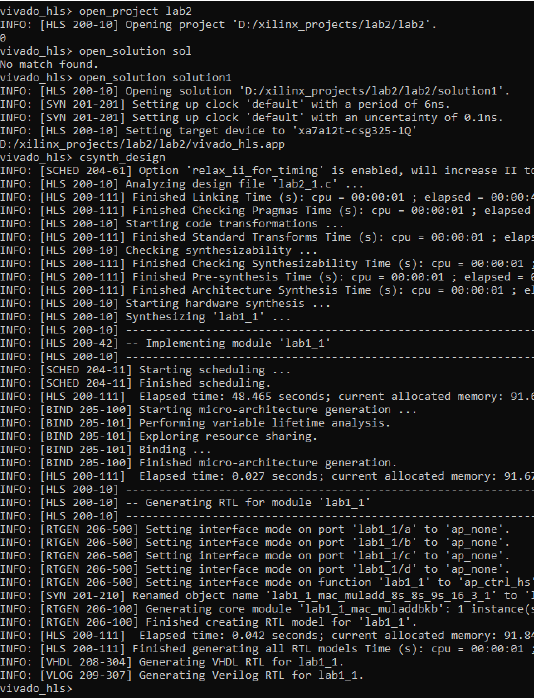 vivado_hls> open_project lab2
INFO: [HLS 200-10] Opening project 'D:/xilinx_projects/lab2/lab2'.
0
vivado_hls> open_solution sol
No match found.
vivado_hls> open_solution solution1
INFO: [HLS 200-10] Opening solution 'D:/xilinx_projects/lab2/lab2/solution1'.
INFO: [SYN 201-201] Setting up clock 'default' with a period of 6ns.
INFO: [SYN 201-201] Setting up clock 'default' with an uncertainty of 0.1ns.
INFO: [HLS 200-10] Setting target device to 'xa7a12t-csg325-1Q'
D:/xilinx_projects/lab2/lab2/vivado_hls.app
vivado_hls> csynth_design
INFO: [SCHED 204-61] Option 'relax_ii_for_timing' is enabled, will increase II to
INFO: [HLS 200-10] Analyzing design file 'lab2_1.c' ...
INFO: [HLS 200-111] Finished Linking Time (s): cpu = 00:00:01 ; elapsed = 00:00:4
INFO: [HLS 200-111] Finished Checking Pragmas Time (s): cpu = 00:00:01 ; elapsed
INFO: [HLS 200-10] Starting code transformations ...
INFO: [HLS 200-111] Finished Standard Transforms Time (s): cpu = 00:00:01 ; elaps
INFO: [HLS 200-10] Checking synthesizability ...
INFO: [HLS 200-111] Finished Checking Synthesizability Time (s): cpu = 00:00:01 ;
INFO: [HLS 200-111] Finished Pre-synthesis Time (s): cpu = 00:00:01 ; elapsed = 0
INFO: [HLS 200-111] Finished Architecture Synthesis Time (s): cpu = 00:00:01 ; el
INFO: [HLS 200-10] Starting hardware synthesis ...
INFO: [HLS 200-10] Synthesizing 'lab1_1' ...
INFO: [HLS 200-10] ----------------------------------------------------------------
INFO: [HLS 200-42] -- Implementing module 'lab1_1'
INFO: [HLS 200-10] ----------------------------------------------------------------
INFO: [SCHED 204-11] Starting scheduling ...
INFO: [SCHED 204-11] Finished scheduling.
INFO: [HLS 200-111]  Elapsed time: 48.465 seconds; current allocated memory: 91.6
INFO: [BIND 205-100] Starting micro-architecture generation ...
INFO: [BIND 205-101] Performing variable lifetime analysis.
INFO: [BIND 205-101] Exploring resource sharing.
INFO: [BIND 205-101] Binding ...
INFO: [BIND 205-100] Finished micro-architecture generation.
INFO: [HLS 200-111]  Elapsed time: 0.027 seconds; current allocated memory: 91.67
INFO: [HLS 200-10] ----------------------------------------------------------------
INFO: [HLS 200-10] -- Generating RTL for module 'lab1_1'
INFO: [HLS 200-10] ----------------------------------------------------------------
INFO: [RTGEN 206-500] Setting interface mode on port 'lab1_1/a' to 'ap_none'.
INFO: [RTGEN 206-500] Setting interface mode on port 'lab1_1/b' to 'ap_none'.
INFO: [RTGEN 206-500] Setting interface mode on port 'lab1_1/c' to 'ap_none'.
INFO: [RTGEN 206-500] Setting interface mode on port 'lab1_1/d' to 'ap_none'.
INFO: [RTGEN 206-500] Setting interface mode on function 'lab1_1' to 'ap_ctrl_hs'
INFO: [SYN 201-210] Renamed object name 'lab1_1_mac_muladd_8s_8s_9s_16_3_1' to 'l
INFO: [RTGEN 206-100] Generating core module 'lab1_1_mac_muladdbkb': 1 instance(s
INFO: [RTGEN 206-100] Finished creating RTL model for 'lab1_1'.
INFO: [HLS 200-111]  Elapsed time: 0.042 seconds; current allocated memory: 91.84
INFO: [HLS 200-111] Finished generating all RTL models Time (s): cpu = 00:00:01 ;
INFO: [VHDL 208-304] Generating VHDL RTL for lab1_1.
INFO: [VLOG 209-307] Generating Verilog RTL for lab1_1.
vivado_hls>